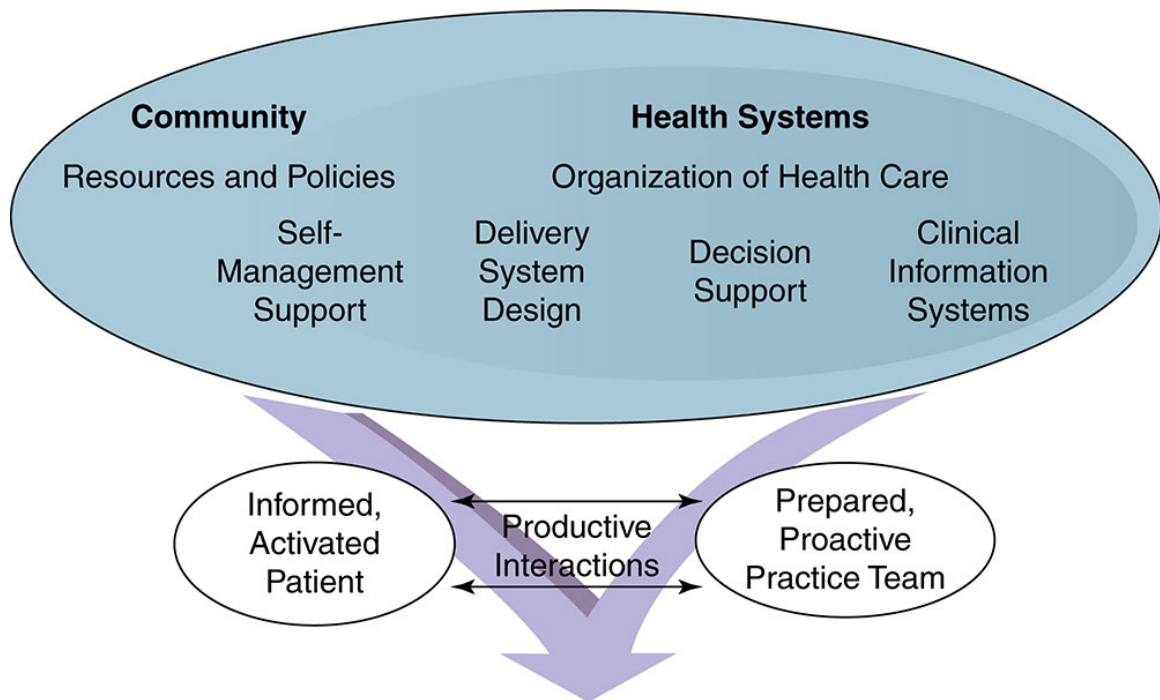 Community
Health Systems
Resources and Policies
Organization of Health Care
Self-
Management
Support
Delivery
System
Design
Decision
Support
Clinical
Information
Systems
Informed,
Activated
Patient
Productive
Interactions
Prepared,
Proactive
Practice Team